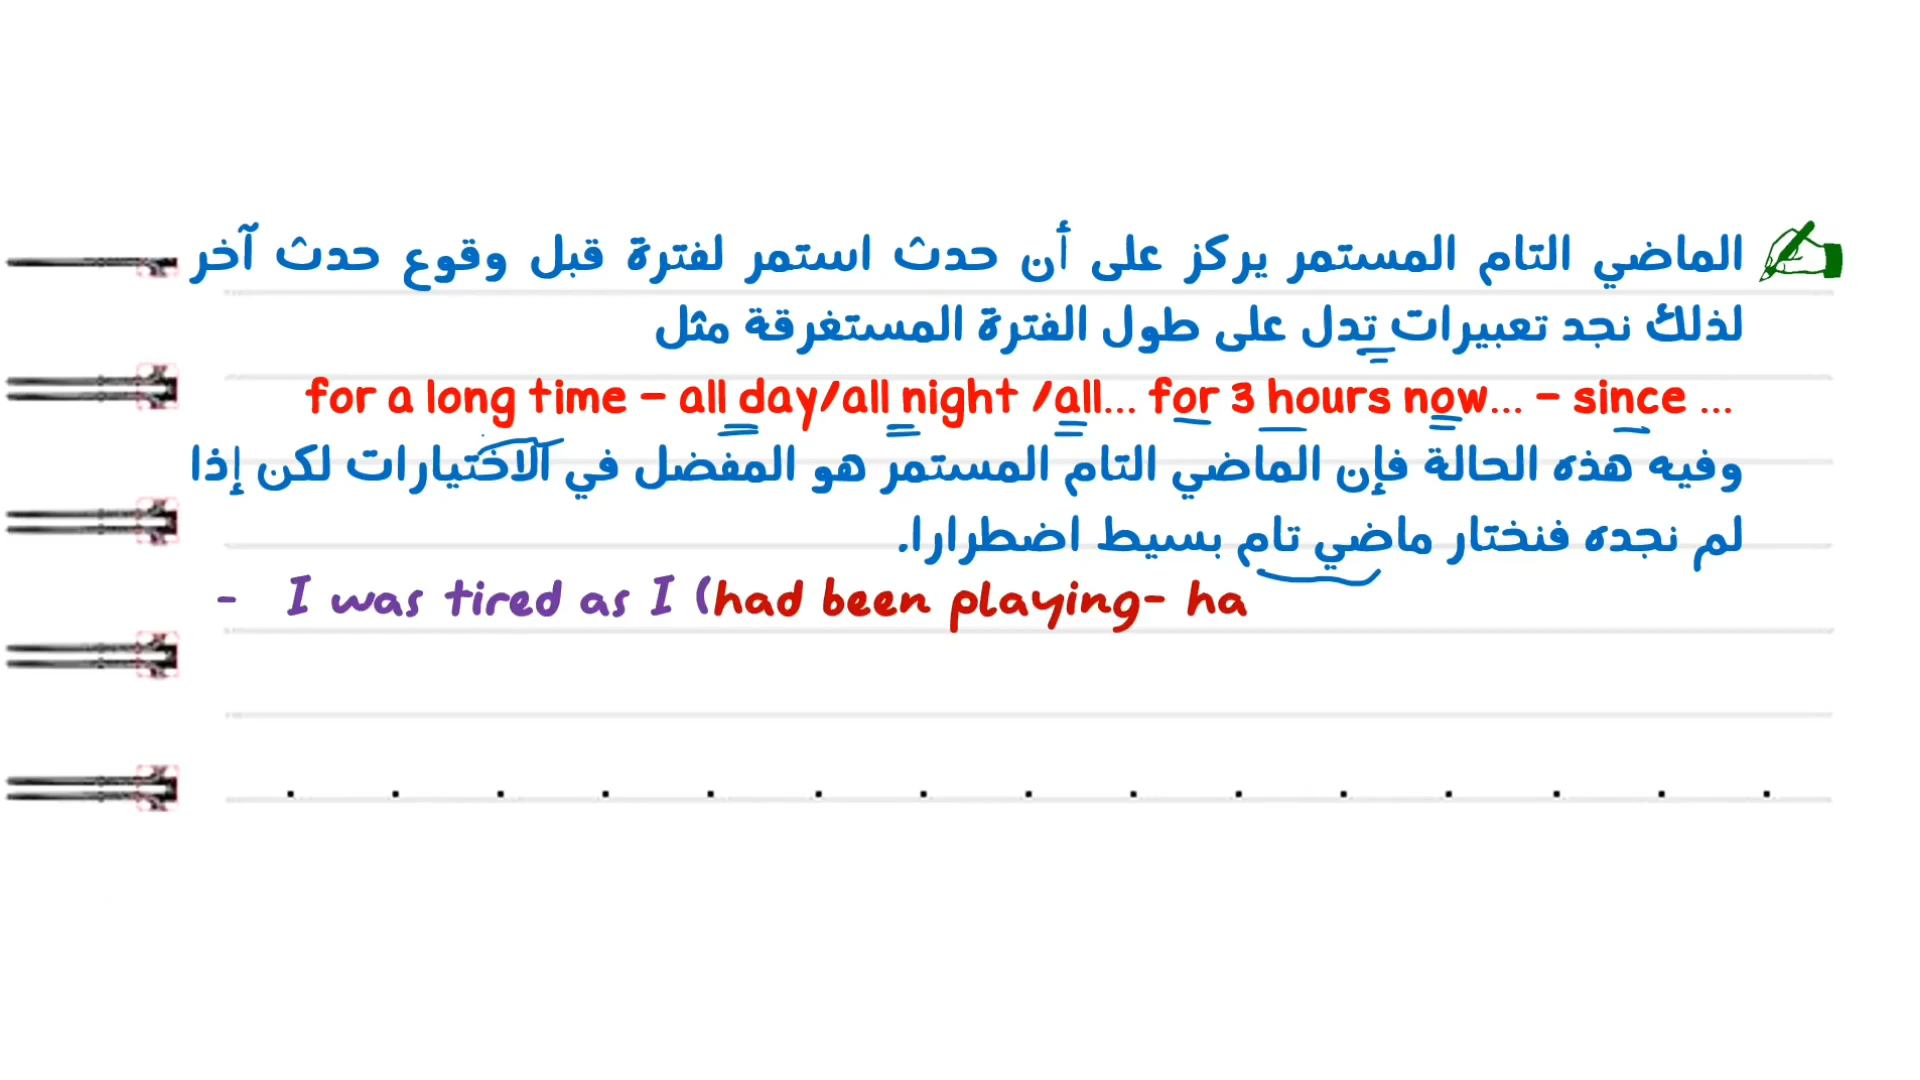 الماضي التام المستمر يركز على أن حدث استمر لفترة قبل وقوع حدث آخر
لذلك نجد تعبيرات تدل على طول الفترة المستغرقة مثل
for a long time – all day/all night /all... for 3 hours now... – since ...
وفيه هذه الحالة فإن الماضي التام المستمر هو المفضل في الاختيارات لكن إذا
لم نجده فنختار ماضي تام بسيط اضطرارا.
- I was tired as I (had been playing- ha